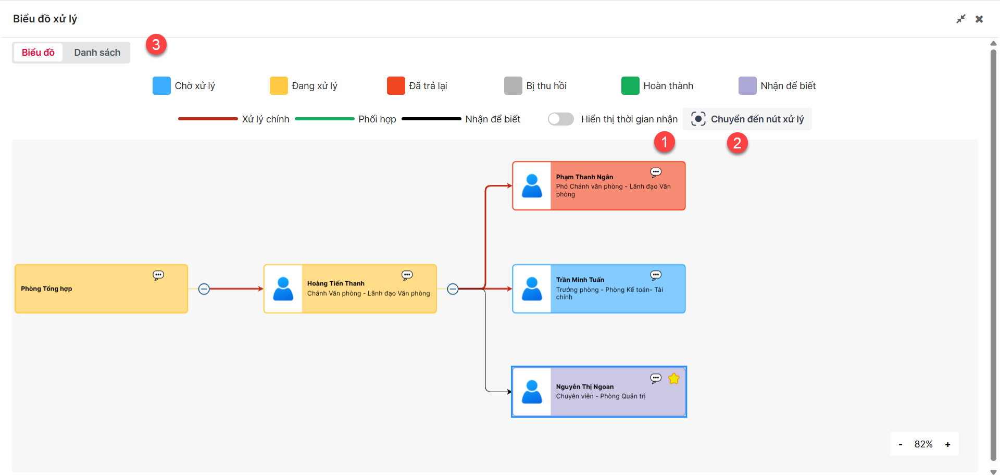 Biểu đồ xử lý
Biểu đồ
Danh sách
3
Chờ xử lý
Đang xử lý
Đã trả lại
Bị thu hồi
Hoàn thành
Nhận để biết
Xử lý chính
Phối hợp
Nhận để biết
Hiển thị thời gian nhận
Chuyển đến nút xử lý
1
2
Phạm Thanh Ngân
Phó Chánh văn phòng - Lãnh đạo Văn
phòng
Phòng Tổng hợp
Hoàng Tiến Thanh
Chánh Văn phòng - Lãnh đạo Văn phòng
Trần Minh Tuấn
Trưởng phòng - Phòng Kế toán- Tài
chính
Nguyễn Thị Ngoan
Chuyên viên - Phòng Quản trị
- 82% +